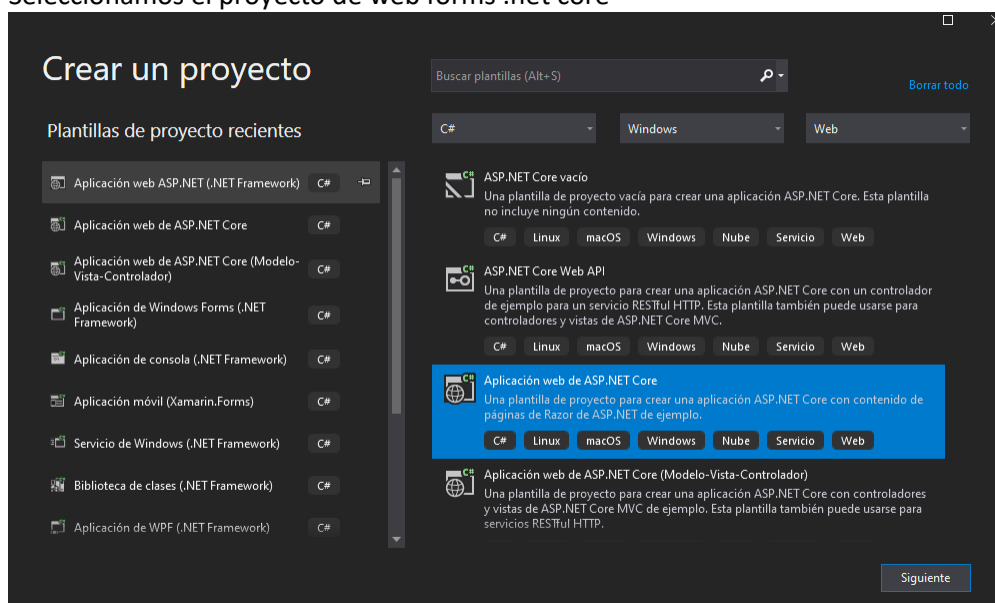 Seleccionamos el proyecto de web forms .net core
Crear un proyecto
Buscar plantillas (Alt+S)
Borrar todo
Plantillas de proyecto recientes
C#
Windows
Web
Aplicación web ASP.NET (.NET Framework)
C#
Aplicación web de ASP.NET Core
C#
Aplicación web de ASP.NET Core (Modelo-
Vista-Controlador)
C#
Aplicación de Windows Forms (.NET
Framework)
C#
Aplicación de consola (.NET Framework)
C#
Aplicación móvil (Xamarin.Forms)
C#
Servicio de Windows (.NET Framework)
C#
Biblioteca de clases (.NET Framework)
C#
Aplicación de WPF (.NET Framework)
C#
ASP.NET Core vacío
Una plantilla de proyecto vacía para crear una aplicación ASP.NET Core. Esta plantilla
no incluye ningún contenido.
C# Linux macOS Windows Nube Servicio Web
ASP.NET Core Web API
Una plantilla de proyecto para crear una aplicación ASP.NET Core con un controlador
de ejemplo para un servicio RESTful HTTP. Esta plantilla también puede usarse para
controladores y vistas de ASP.NET Core MVC.
C# Linux macOS Windows Nube Servicio Web
Aplicación web de ASP.NET Core
Una plantilla de proyecto para crear una aplicación ASP.NET Core con contenido de
páginas de Razor de ASP.NET de ejemplo.
C# Linux macOS Windows Nube Servicio Web
Aplicación web de ASP.NET Core (Modelo-Vista-Controlador)
Una plantilla de proyecto para crear una aplicación ASP.NET Core con controladores
y vistas de ASP.NET Core MVC de ejemplo. Esta plantilla también puede usarse para
servicios RESTful HTTP.
Siguiente